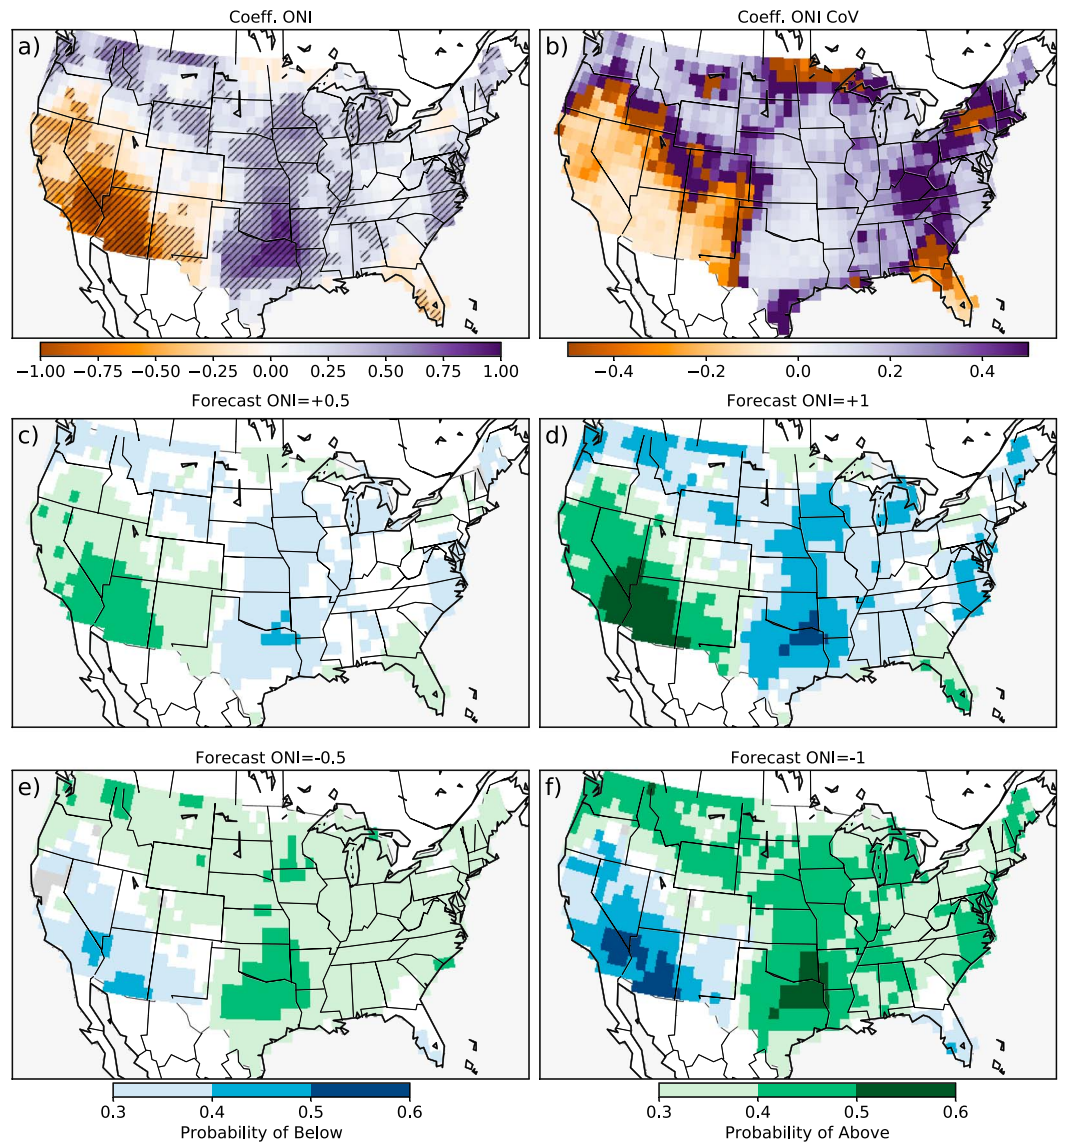 Coeff. ONI
Coeff. ONI CoV
a)
b)
−1.00 −0.75 −0.50 −0.25 0.00 0.25 0.50 0.75 1.00
−0.4 −0.2 0.0 0.2 0.4
Forecast ONI=+0.5
Forecast ONI=+1
c)
d)
Forecast ONI=-0.5
Forecast ONI=-1
e)
f)
0.3 0.4 0.5 0.6
Probability of Below
0.3 0.4 0.5 0.6
Probability of Above